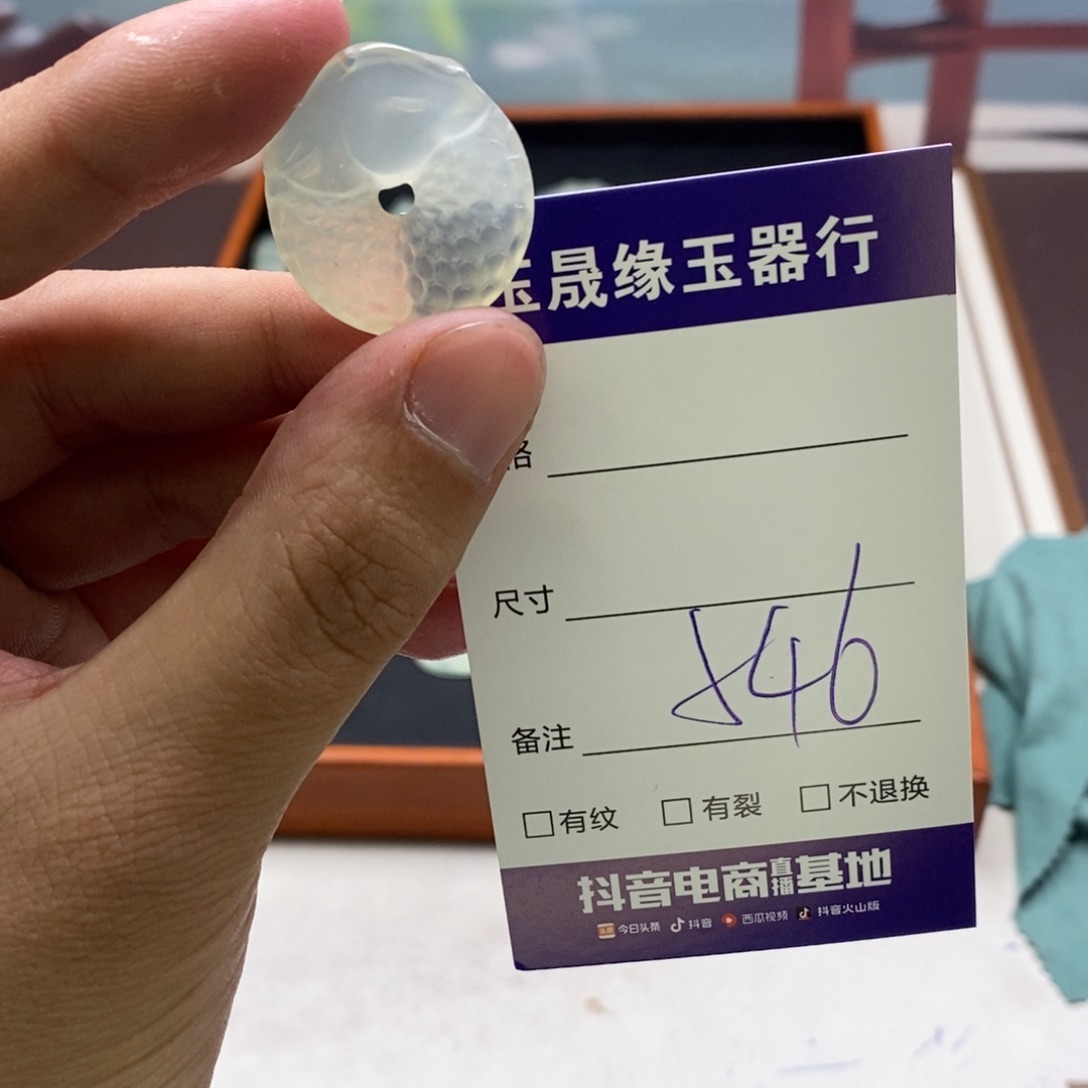 玉晟缘玉器行
格
尺寸
846
备注
有纹 有裂 不退换
抖音电商直播基地
今日头条 抖音 西瓜视频 抖音火山版